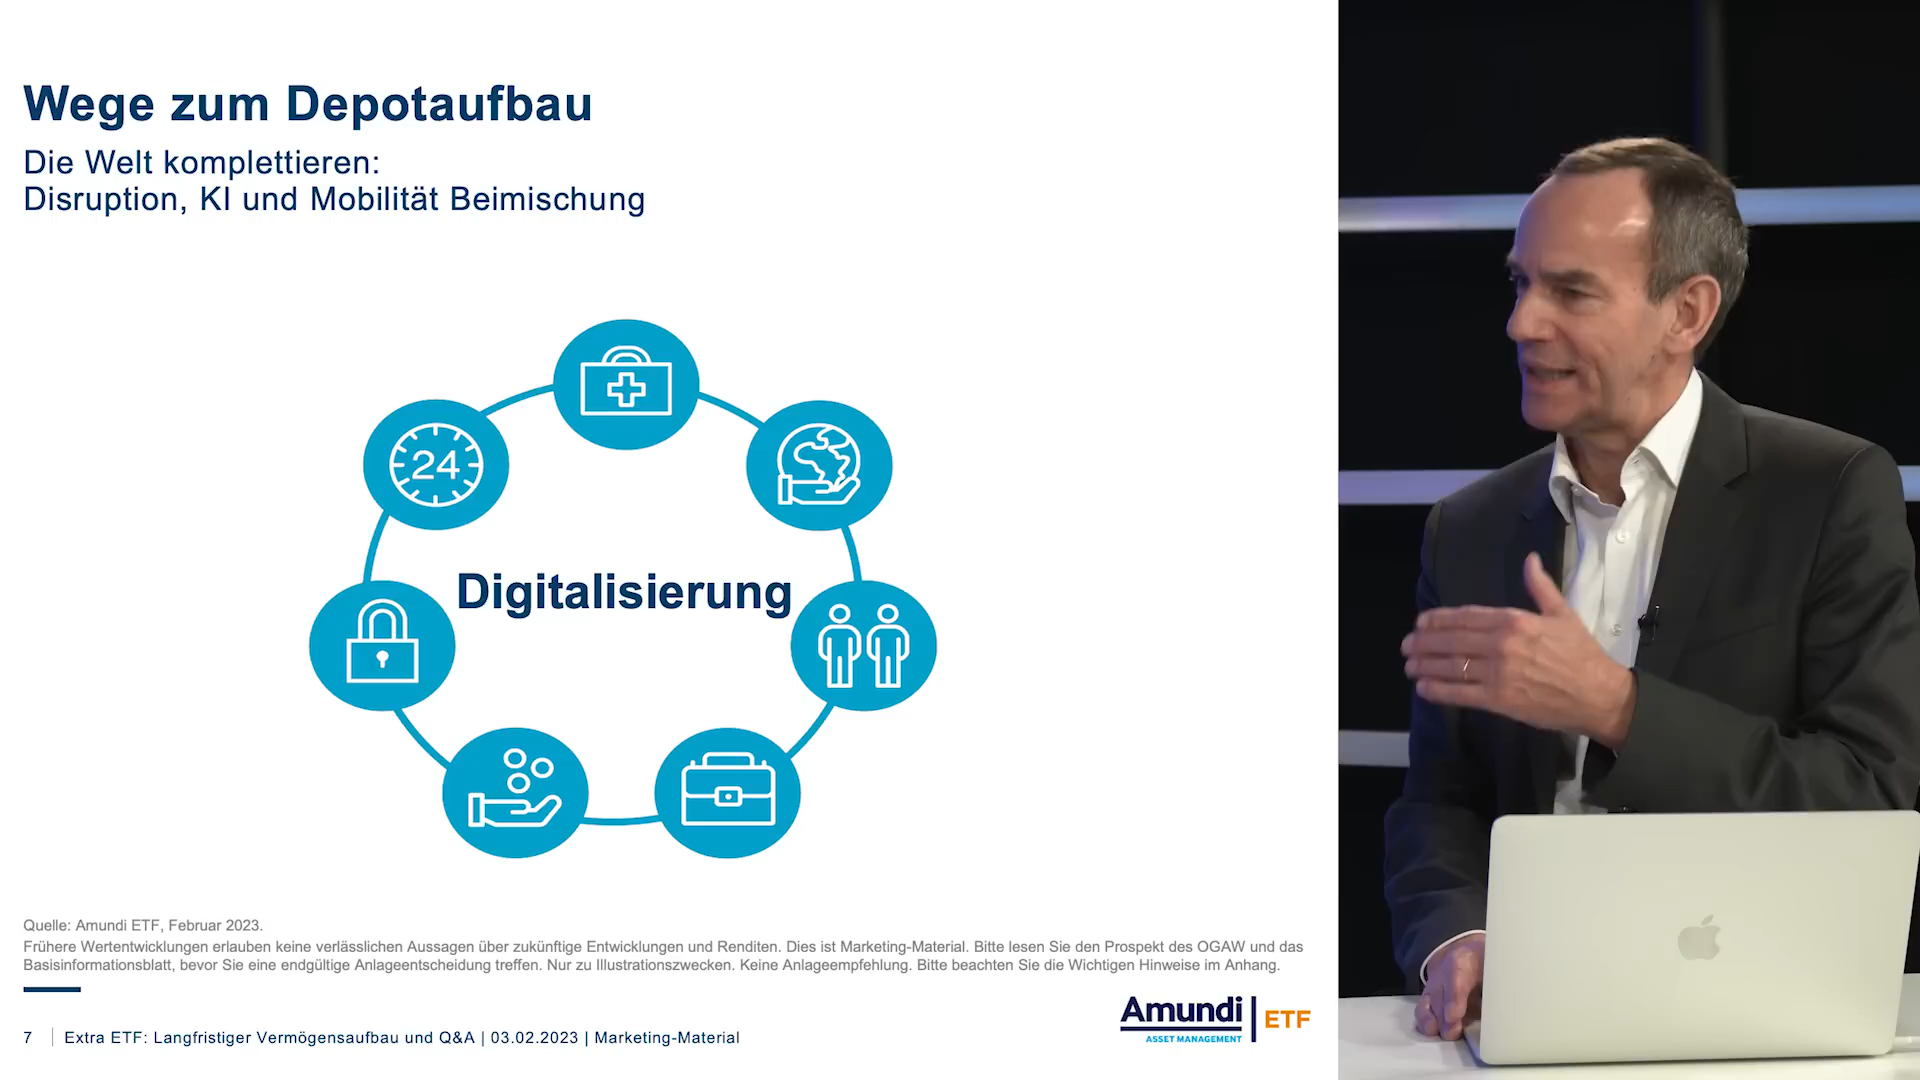 Wege zum Depotaufbau
Die Welt komplettieren:
Disruption, KI und Mobilität Beimischung
24
Digitalisierung
Quelle: Amundi ETF, Februar 2023.
Frühere Wertentwicklungen erlauben keine verlässlichen Aussagen über zukünftige Entwicklungen und Renditen. Dies ist Marketing-Material. Bitte lesen Sie den Prospekt des OGAW und das
Basisinformationsblatt, bevor Sie eine endgültige Anlageentscheidung treffen. Nur zu Illustrationszwecken. Keine Anlageempfehlung. Bitte beachten Sie die Wichtigen Hinweise im Anhang.
7 | Extra ETF: Langfristiger Vermögensaufbau und Q&A | 03.02.2023 | Marketing-Material
Amundi | ETF
ASSET MANAGEMENT